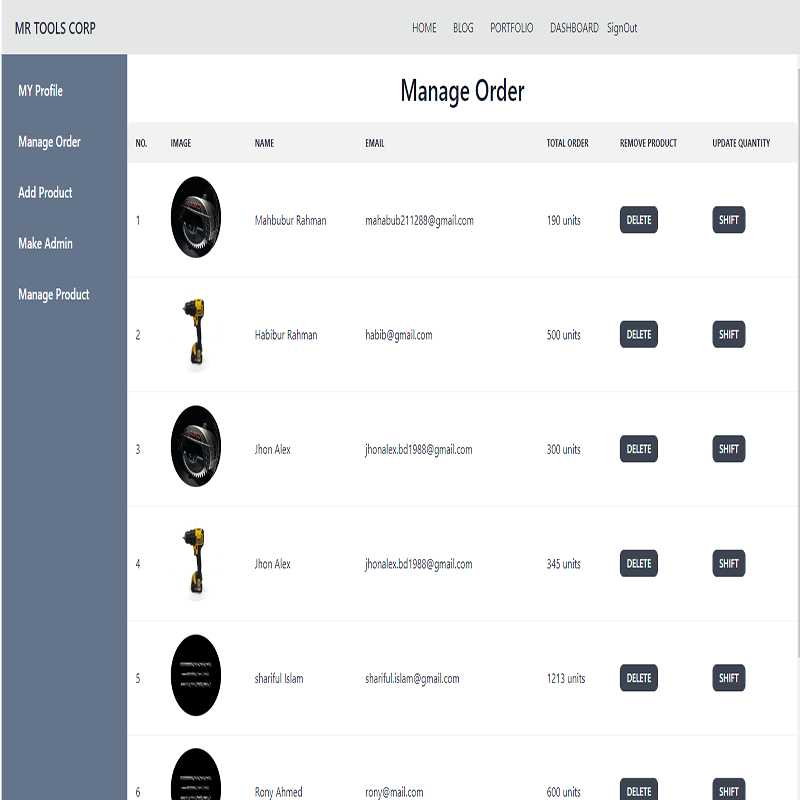 MR TOOLS CORP HOME BLOG PORTFOLIO DASHBOARD SignOut
MY Profile
Manage Order
Add Product
Make Admin
Manage Product
Manage Order
NO. IMAGE NAME EMAIL TOTAL ORDER REMOVE PRODUCT UPDATE QUANTITY
1 Mahbubur Rahman mahabub211288@gmail.com 190 units DELETE SHIFT
2 Habibur Rahman habib@gmail.com 500 units DELETE SHIFT
3 Jhon Alex jhonalex.bd1988@gmail.com 300 units DELETE SHIFT
4 Jhon Alex jhonalex.bd1988@gmail.com 345 units DELETE SHIFT
5 shariful Islam shariful.islam@gmail.com 1213 units DELETE SHIFT
6 Rony Ahmed rony@mail.com 600 units DELETE SHIFT